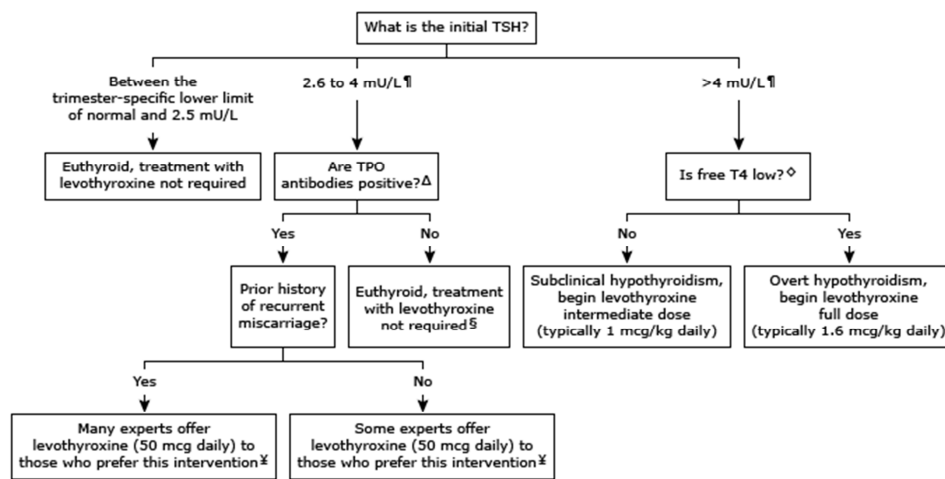 What is the initial TSH?
Between the
trimester-specific lower limit
of normal and 2.5 mU/L
2.6 to 4 mU/L¶
>4 mU/L¶
Euthyroid, treatment with
levothyroxine not required
Are TPO
antibodies positive?Δ
Is free T4 low?◊
Yes
No
No
Yes
Prior history
of recurrent
miscarriage?
Euthyroid, treatment
with levothyroxine
not required§
Subclinical hypothyroidism,
begin levothyroxine
intermediate dose
(typically 1 mcg/kg daily)
Overt hypothyroidism,
begin levothyroxine
full dose
(typically 1.6 mcg/kg daily)
Yes
No
Many experts offer
levothyroxine (50 mcg daily) to
those who prefer this intervention¥
Some experts offer
levothyroxine (50 mcg daily) to
those who prefer this intervention¥